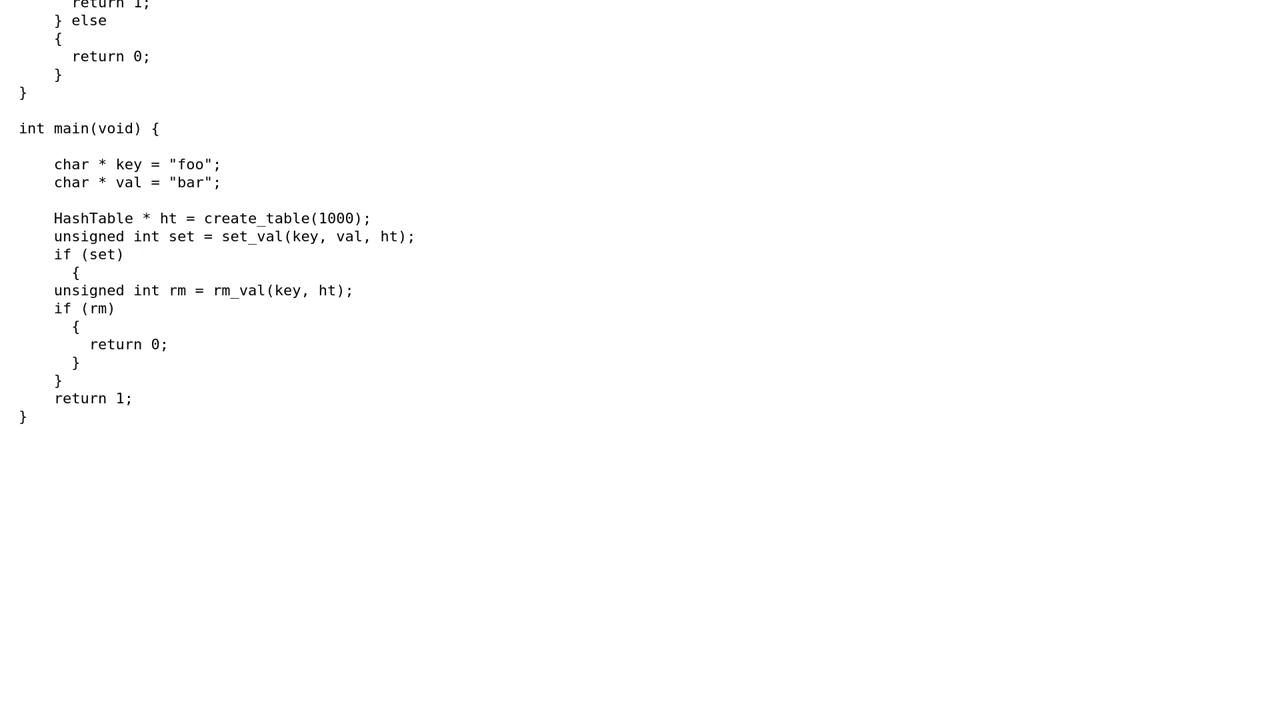 return 1;
    } else
    {
      return 0;
    }
}

int main(void) {

    char * key = "foo";
    char * val = "bar";

    HashTable * ht = create_table(1000);
    unsigned int set = set_val(key, val, ht);
    if (set)
      {
    unsigned int rm = rm_val(key, ht);
    if (rm)
      {
        return 0;
      }
    }
    return 1;
}